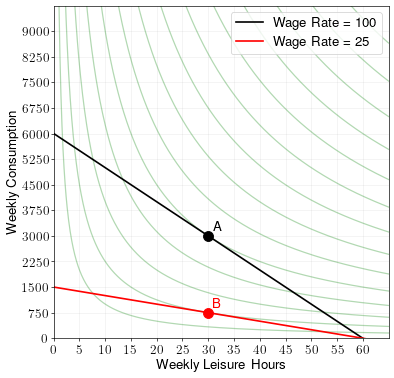 Wage Rate = 100
Wage Rate = 25
Weekly Consumption
9000
8250
7500
6750
6000
5250
4500
3750
3000
2250
1500
750
0
A
B
0 5 10 15 20 25 30 35 40 45 50 55 60
Weekly Leisure Hours